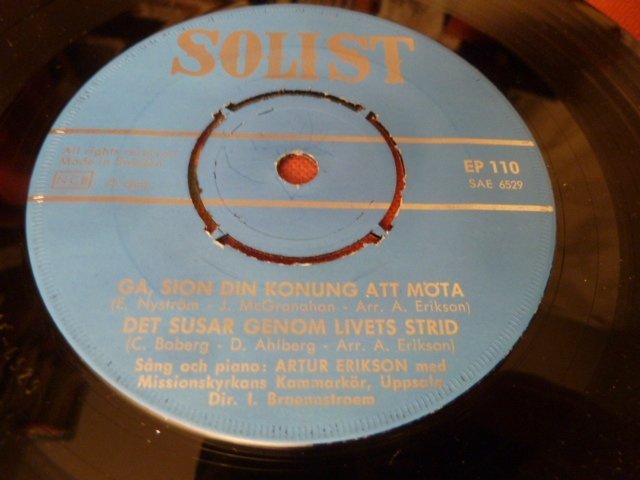 SOLIST
All rights reserved
Made in Sweden
NCB
EP 110
SAE 6529
GA, SION DIN KONUNG ATT MÖTA
(E. Nyström - J. McGranahan - Arr. A. Erikson)
DET SUSAR GENOM LIVETS STRID
(C. Boberg - D. Ahlberg - Arr. A. Erikson)
Sång och piano: ARTUR ERIKSON med
Missionskyrkans Kammarkör, Uppsala
Dir. I. Braennstroem